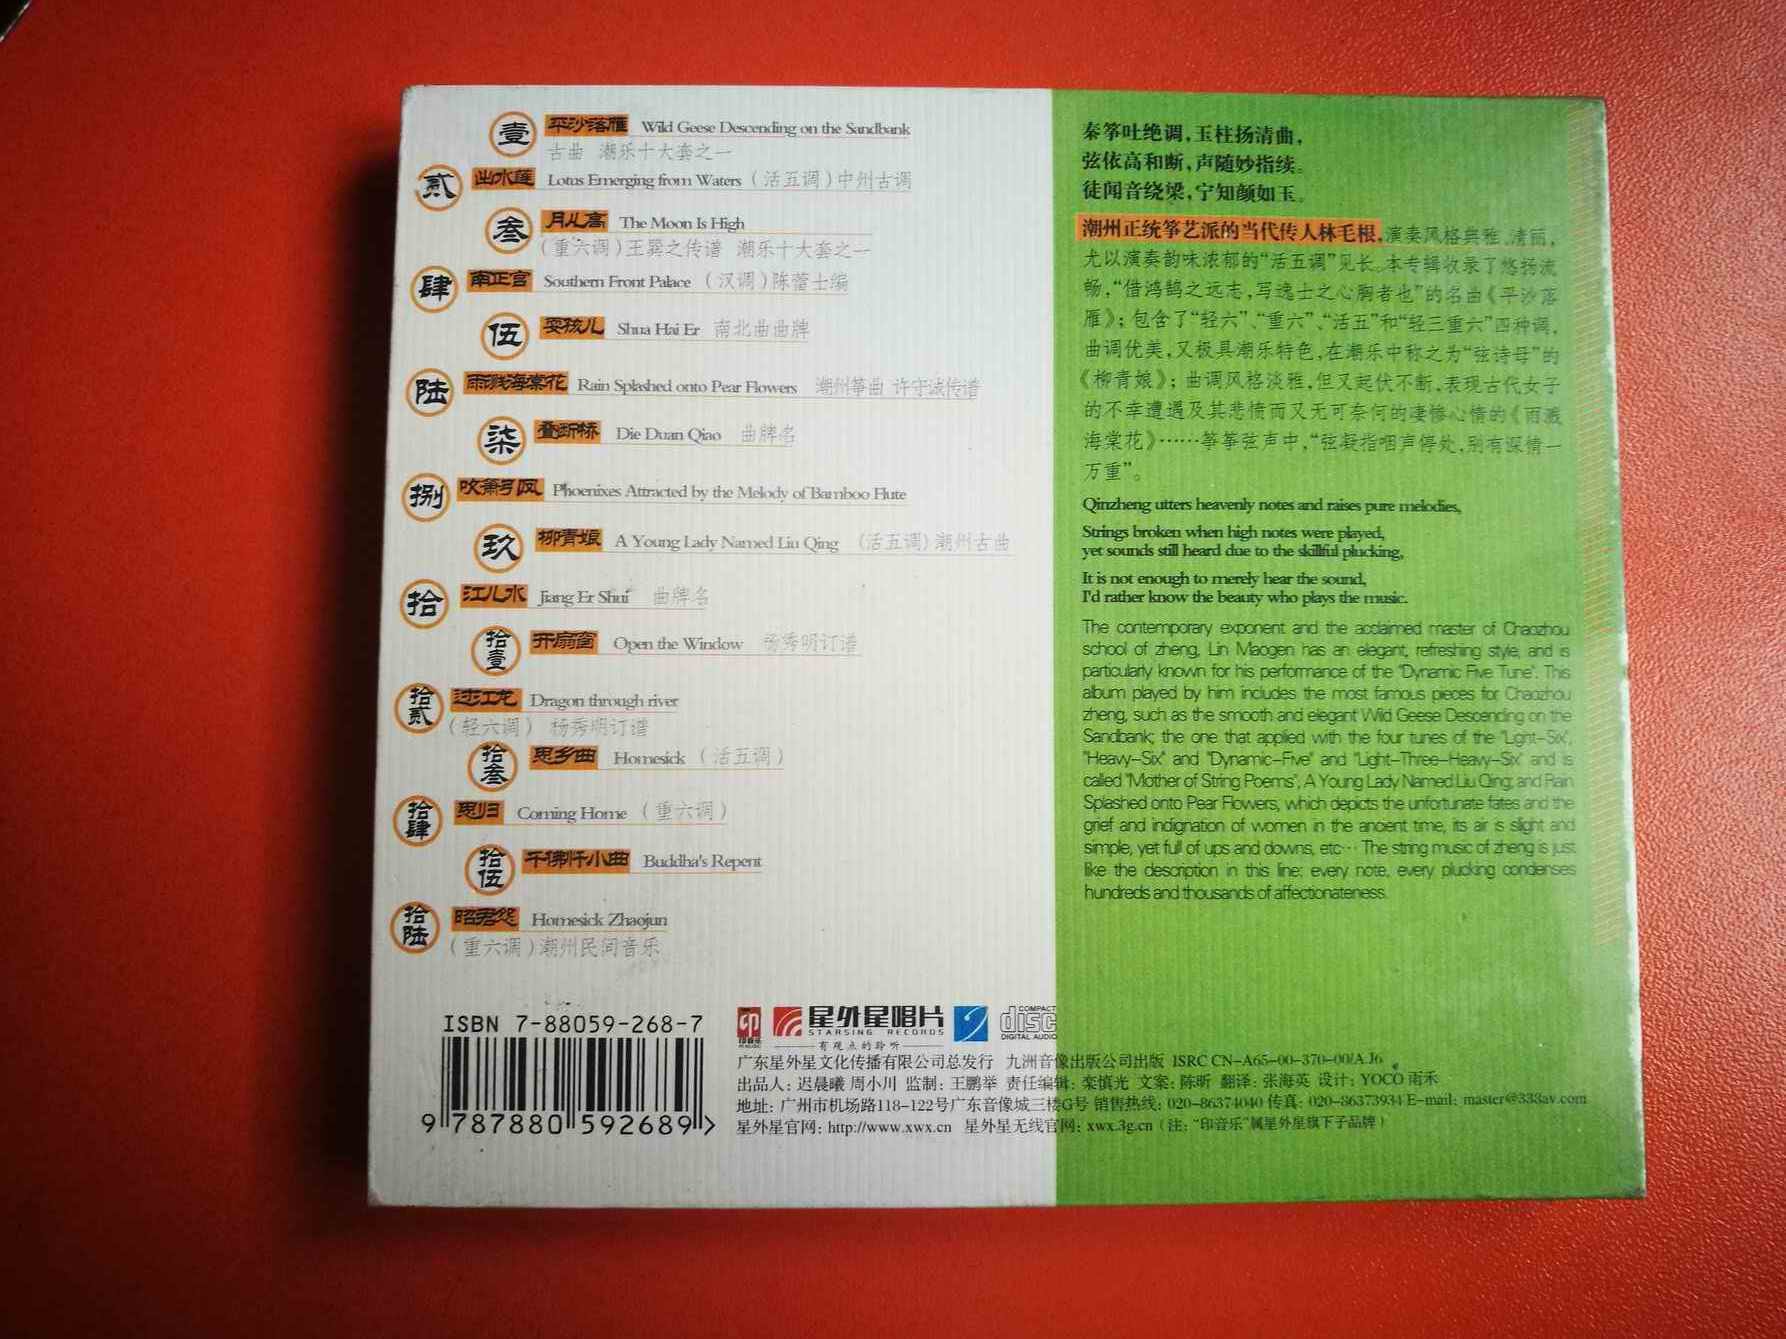 壹 平沙落雁 Wild Geese Descending on the Sandbank
古曲 潮乐十大套之一
贰 出水莲 Lotus Emerging from Waters（活五调）中州古调
叁 月儿高 The Moon Is High
（重六调）王巽之传谱 潮乐十大套之一
肆 南正宫 Southern Front Palace （汉调）陈蕾士编
伍 耍孩儿 Shua Hai Er 南北曲曲牌
陆 雨溅海棠花 Rain Splashed onto Pear Flowers 潮州筝曲 许守诚传谱
柒 叠断桥 Die Duan Qiao 曲牌名
捌 吹箫引凤 Phoenixes Attracted by the Melody of Bamboo Flute
玖 柳青娘 A Young Lady Named Liu Qing （活五调）潮州古曲
拾 江儿水 Jiang Er Shui 曲牌名
拾壹 开扇窗 Open the Window 杨秀明订谱
拾贰 过江龙 Dragon through river
（轻六调） 杨秀明订谱
拾叁 思乡曲 Homesick （活五调）
拾肆 思归 Coming Home （重六调）
拾伍 千佛忏小曲 Buddha's Repent
拾陆 昭君怨 Homesick Zhaojun
（重六调）潮州民间音乐
秦筝吐绝调，玉柱扬清曲，
弦依高和断，声随妙指续。
徒闻音绕梁，宁知颜如玉。
潮州正统筝艺派的当代传人林毛根，演奏风格典雅、清丽，
尤以演奏韵味浓郁的“活五调”见长。本专辑收录了悠扬流
畅，“借鸿鹄之远志，写逸士之心胸者也”的名曲《平沙落
雁》；包含了“轻六”、“重六”、“活五”和“轻三重六”四种调，
曲调优美，又极具潮乐特色，在潮乐中称之为“弦诗母”的
《柳青娘》；曲调风格淡雅，但又起伏不断，表现古代女子
的不幸遭遇及其悲愤而又无可奈何的凄惨心情的《雨溅
海棠花》……筝筝弦声中，“弦凝指咽声停处，别有深情一
万重”。
Qinzheng utters heavenly notes and raises pure melodies,
Strings broken when high notes were played,
yet sounds still heard due to the skillful plucking,
It is not enough to merely hear the sound,
I'd rather know the beauty who plays the music.
The contemporary exponent and the acclaimed master of Chaozhou
school of zheng, Lin Maogen has an elegant, refreshing style, and is
particularly known for his performance of the "Dynamic Five Tune". This
album played by him includes the most famous pieces for Chaozhou
zheng, such as the smooth and elegant Wild Geese Descending on the
Sandbank; the one that applied with the four tunes of the "Light-Six",
"Heavy-Six" and "Dynamic-Five" and "Light-Three-Heavy-Six" and is
called "Mother of String Poems", A Young Lady Named Liu Qing; and Rain
Splashed onto Pear Flowers, which depicts the unfortunate fates and the
grief and indignation of women in the ancient time, its air is slight and
simple, yet full of ups and downs, etc… The string music of zheng is just
like the description in this line: every note, every plucking condenses
hundreds and thousands of affectionateness.
ISBN 7-88059-268-7
9 787880 592689 >
印音乐 星外星唱片 STARSING RECORDS
有观点的聆听
COMPACT disc DIGITAL AUDIO
广东星外星文化传播有限公司总发行 九洲音像出版公司出版 ISRC CN-A65-00-370-00/A.J6
出品人：迟晨曦 周小川 监制：王鹏举 责任编辑：栾慎光 文案：陈昕 翻译：张海英 设计：YOCO 雨禾
地址：广州市机场路118-122号广东音像城三楼G号 销售热线：020-86374040 传真：020-86373934 E-mail：master@333av.com
星外星官网：http://www.xwx.cn 星外星无线官网：xwx.3g.cn（注：“印音乐”属星外星旗下子品牌）